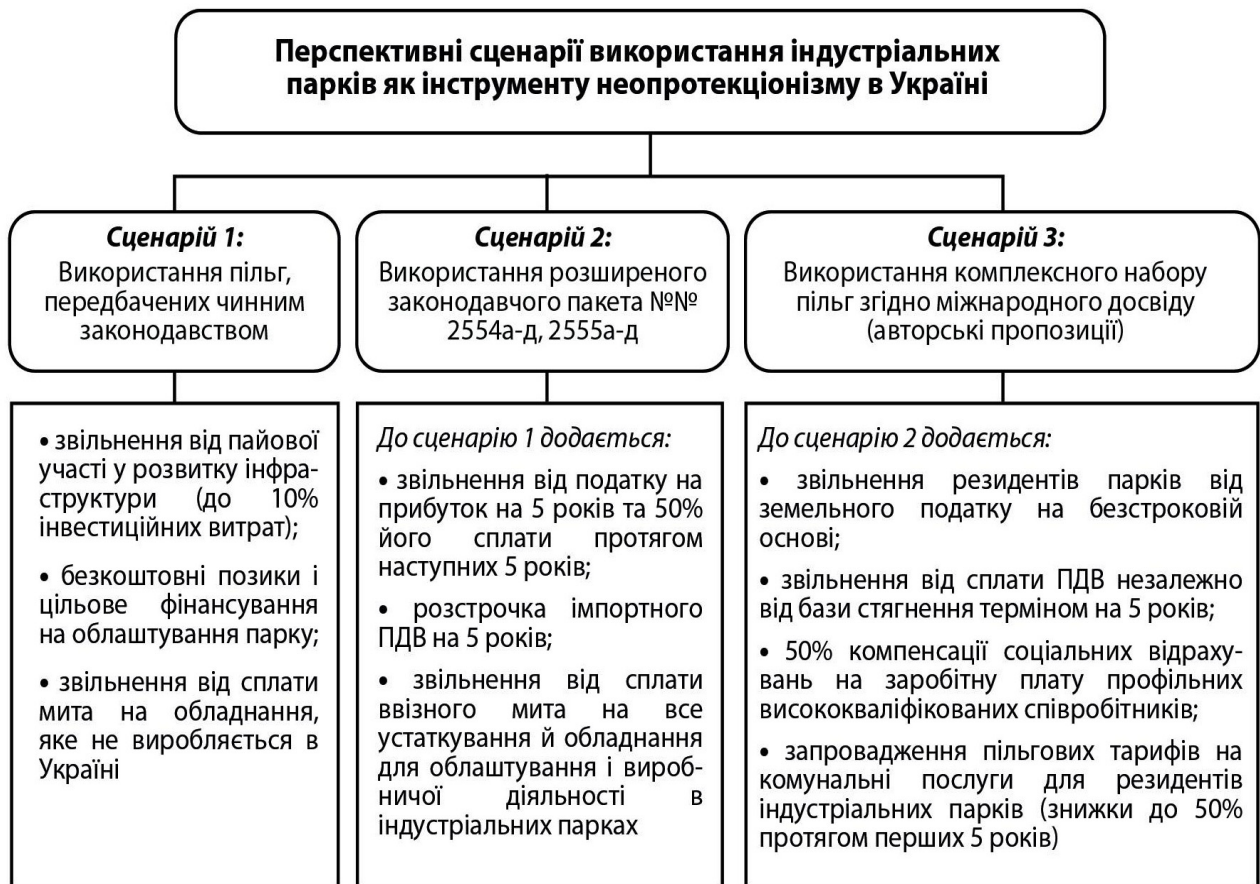 Перспективні сценарії використання індустріальних
парків як інструменту неопротекціонізму в Україні
Сценарій 1:
Використання пільг,
передбачених чинним
законодавством
Сценарій 2:
Використання розширеного
законодавчого пакета №№
2554а-д, 2555а-д
Сценарій 3:
Використання комплексного набору
пільг згідно міжнародного досвіду
(авторські пропозиції)
• звільнення від пайової
участі у розвитку інфра-
структури (до 10%
інвестиційних витрат);
• безкоштовні позики і
цільове фінансування
на облаштування парку;
• звільнення від сплати
мита на обладнання,
яке не виробляється в
Україні
До сценарію 1 додається:
• звільнення від податку на
прибуток на 5 років та 50%
його сплати протягом
наступних 5 років;
• розстрочка імпортного
ПДВ на 5 років;
• звільнення від сплати
ввізного мита на все
устаткування й обладнання
для облаштування і вироб-
ничої діяльності в
індустріальних парках
До сценарію 2 додається:
• звільнення резидентів парків від
земельного податку на безстроковій
основі;
• звільнення від сплати ПДВ незалежно
від бази стягнення терміном на 5 років;
• 50% компенсації соціальних відраху-
вань на заробітну плату профільних
висококваліфікованих співробітників;
• запровадження пільгових тарифів на
комунальні послуги для резидентів
індустріальних парків (знижки до 50%
протягом перших 5 років)